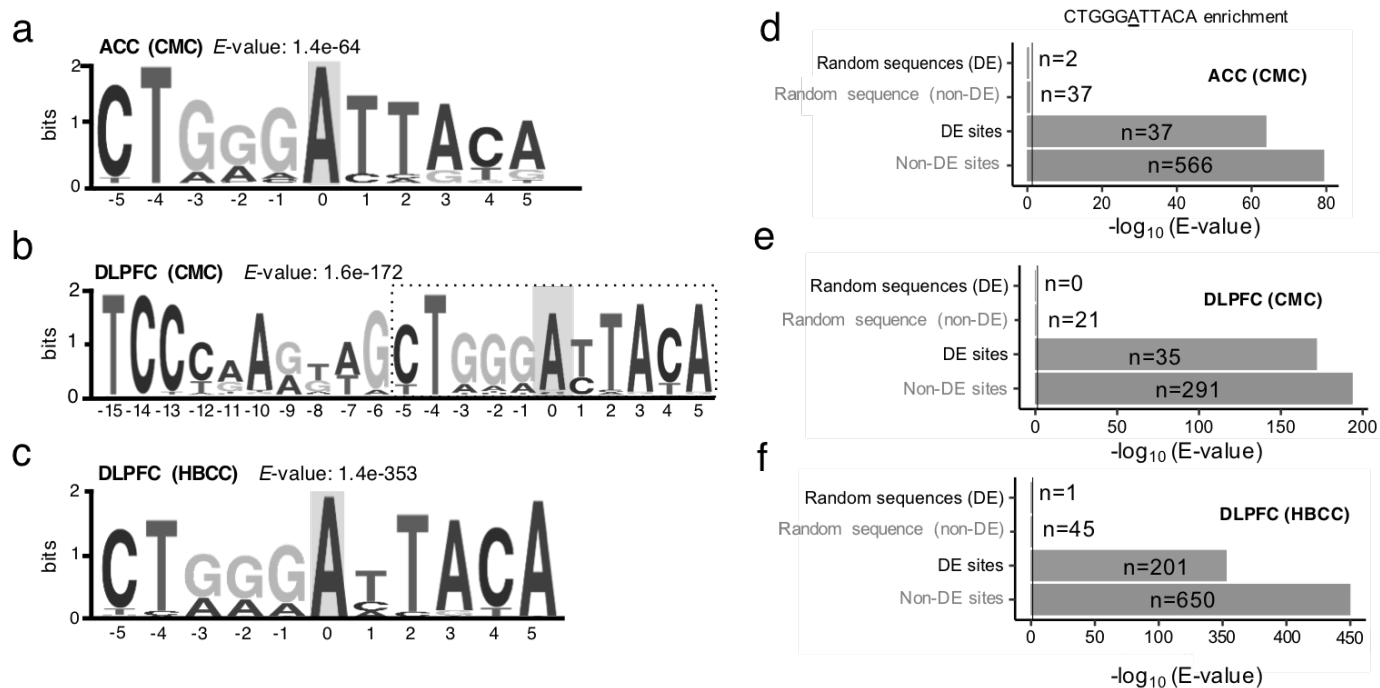 a
ACC (CMC) E-value: 1.4e-64
bits
2
1
0
CTGGGATTACA
-5 -4 -3 -2 -1 0 1 2 3 4 5
b
DLPFC (CMC) E-value: 1.6e-172
bits
2
1
0
TCCCAAGTAGCTGGGATTACA
-15 -14 -13 -12 -11 -10 -9 -8 -7 -6 -5 -4 -3 -2 -1 0 1 2 3 4 5
c
DLPFC (HBCC) E-value: 1.4e-353
bits
2
1
0
CTGGGATTACA
-5 -4 -3 -2 -1 0 1 2 3 4 5
d
CTGGGATTACA enrichment
Random sequences (DE) n=2
ACC (CMC)
Random sequence (non-DE) n=37
DE sites n=37
Non-DE sites n=566
0 20 40 60 80
-log10 (E-value)
e
Random sequences (DE) n=0
DLPFC (CMC)
Random sequence (non-DE) n=21
DE sites n=35
Non-DE sites n=291
0 50 100 150 200
-log10 (E-value)
f
Random sequences (DE) n=1
DLPFC (HBCC)
Random sequence (non-DE) n=45
DE sites n=201
Non-DE sites n=650
0 50 100 350 400 450
-log10 (E-value)